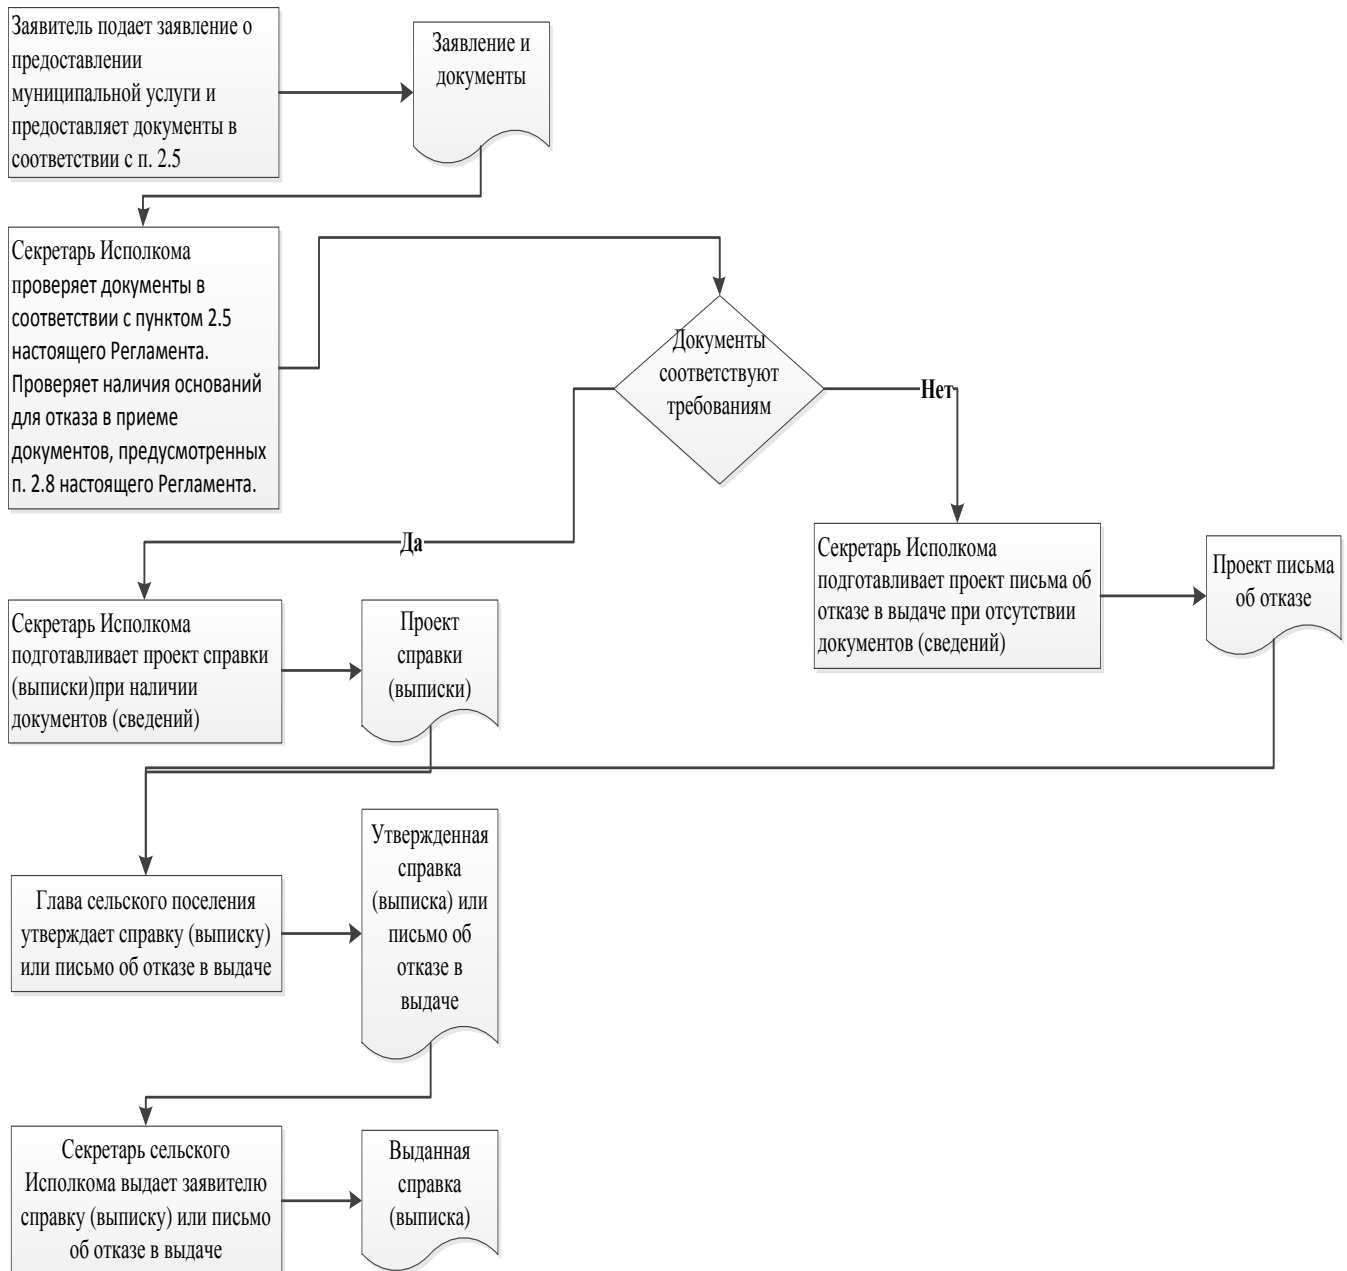 Заявитель подает заявление о
предоставлении
муниципальной услуги и
предоставляет документы в
соответствии с п. 2.5
Заявление и
документы
Секретарь Исполкома
проверяет документы в
соответствии с пунктом 2.5
настоящего Регламента.
Проверяет наличия оснований
для отказа в приеме
документов, предусмотренных
п. 2.8 настоящего Регламента.
Документы
соответствуют
требованиям
Нет
Да
Секретарь Исполкома
подготавливает проект письма об
отказе в выдаче при отсутствии
документов (сведений)
Проект письма
об отказе
Секретарь Исполкома
подготавливает проект справки
(выписки)при наличии
документов (сведений)
Проект
справки
(выписки)
Глава сельского поселения
утверждает справку (выписку)
или письмо об отказе в выдаче
Утвержденная
справка
(выписка) или
письмо об
отказе в
выдаче
Секретарь сельского
Исполкома выдает заявителю
справку (выписку) или письмо
об отказе в выдаче
Выданная
справка
(выписка)